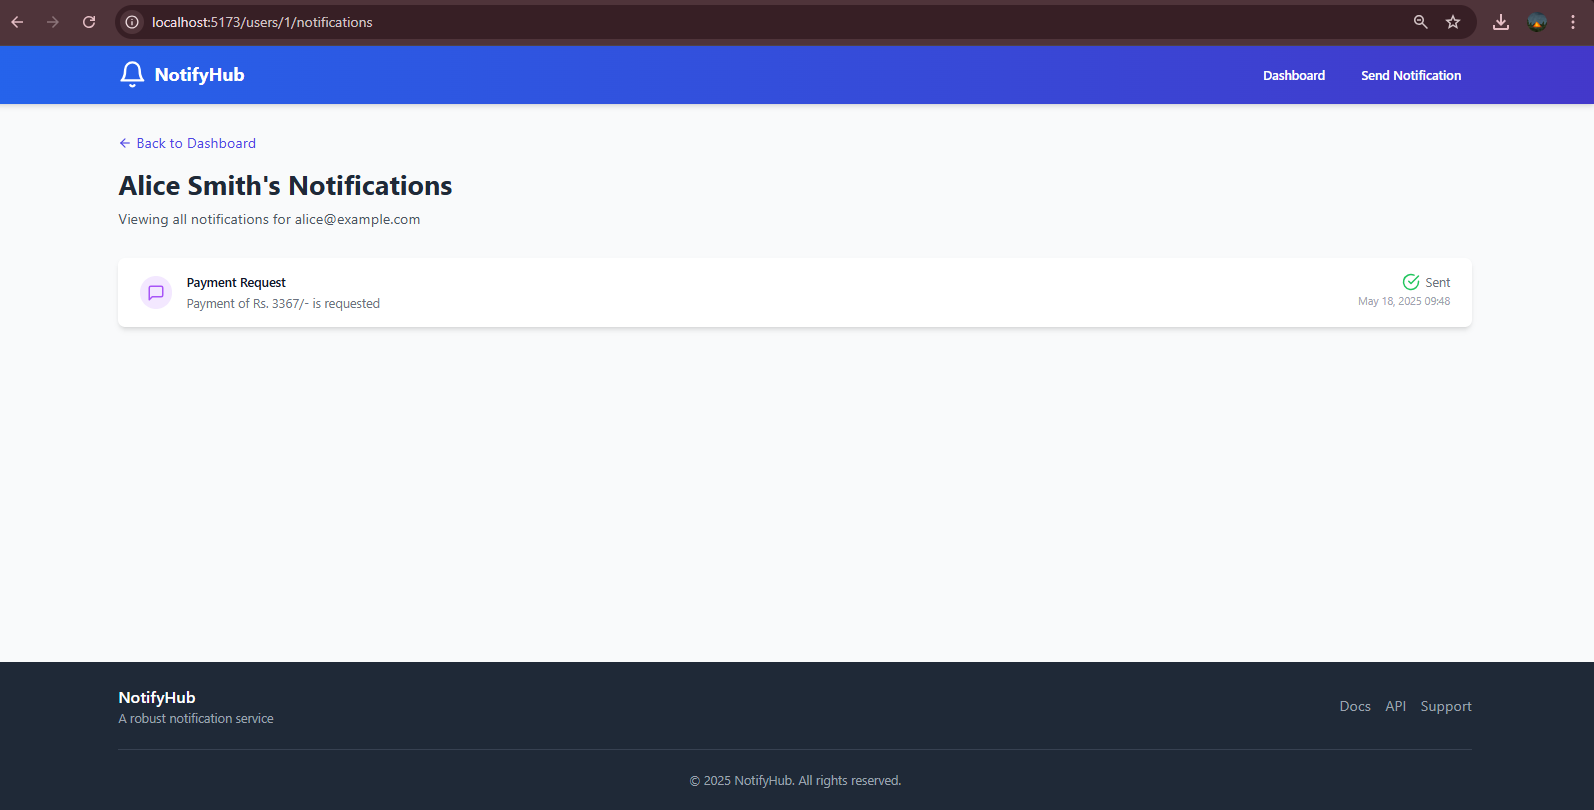 localhost:5173/users/1/notifications
NotifyHub
Dashboard
Send Notification
← Back to Dashboard
Alice Smith's Notifications
Viewing all notifications for alice@example.com
Payment Request
Sent
Payment of Rs. 3367/- is requested
May 18, 2025 09:48
NotifyHub
A robust notification service
Docs
API
Support
© 2025 NotifyHub. All rights reserved.